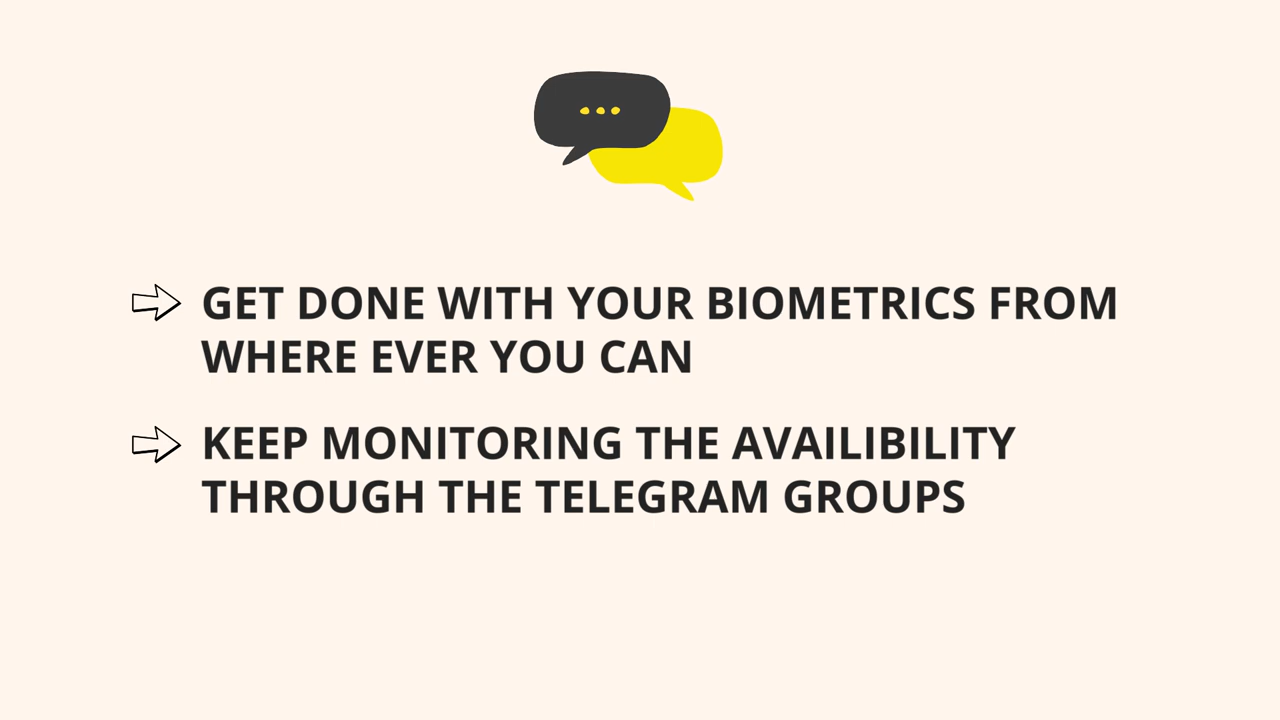 GET DONE WITH YOUR BIOMETRICS FROM
WHERE EVER YOU CAN
KEEP MONITORING THE AVAILIBILITY
THROUGH THE TELEGRAM GROUPS